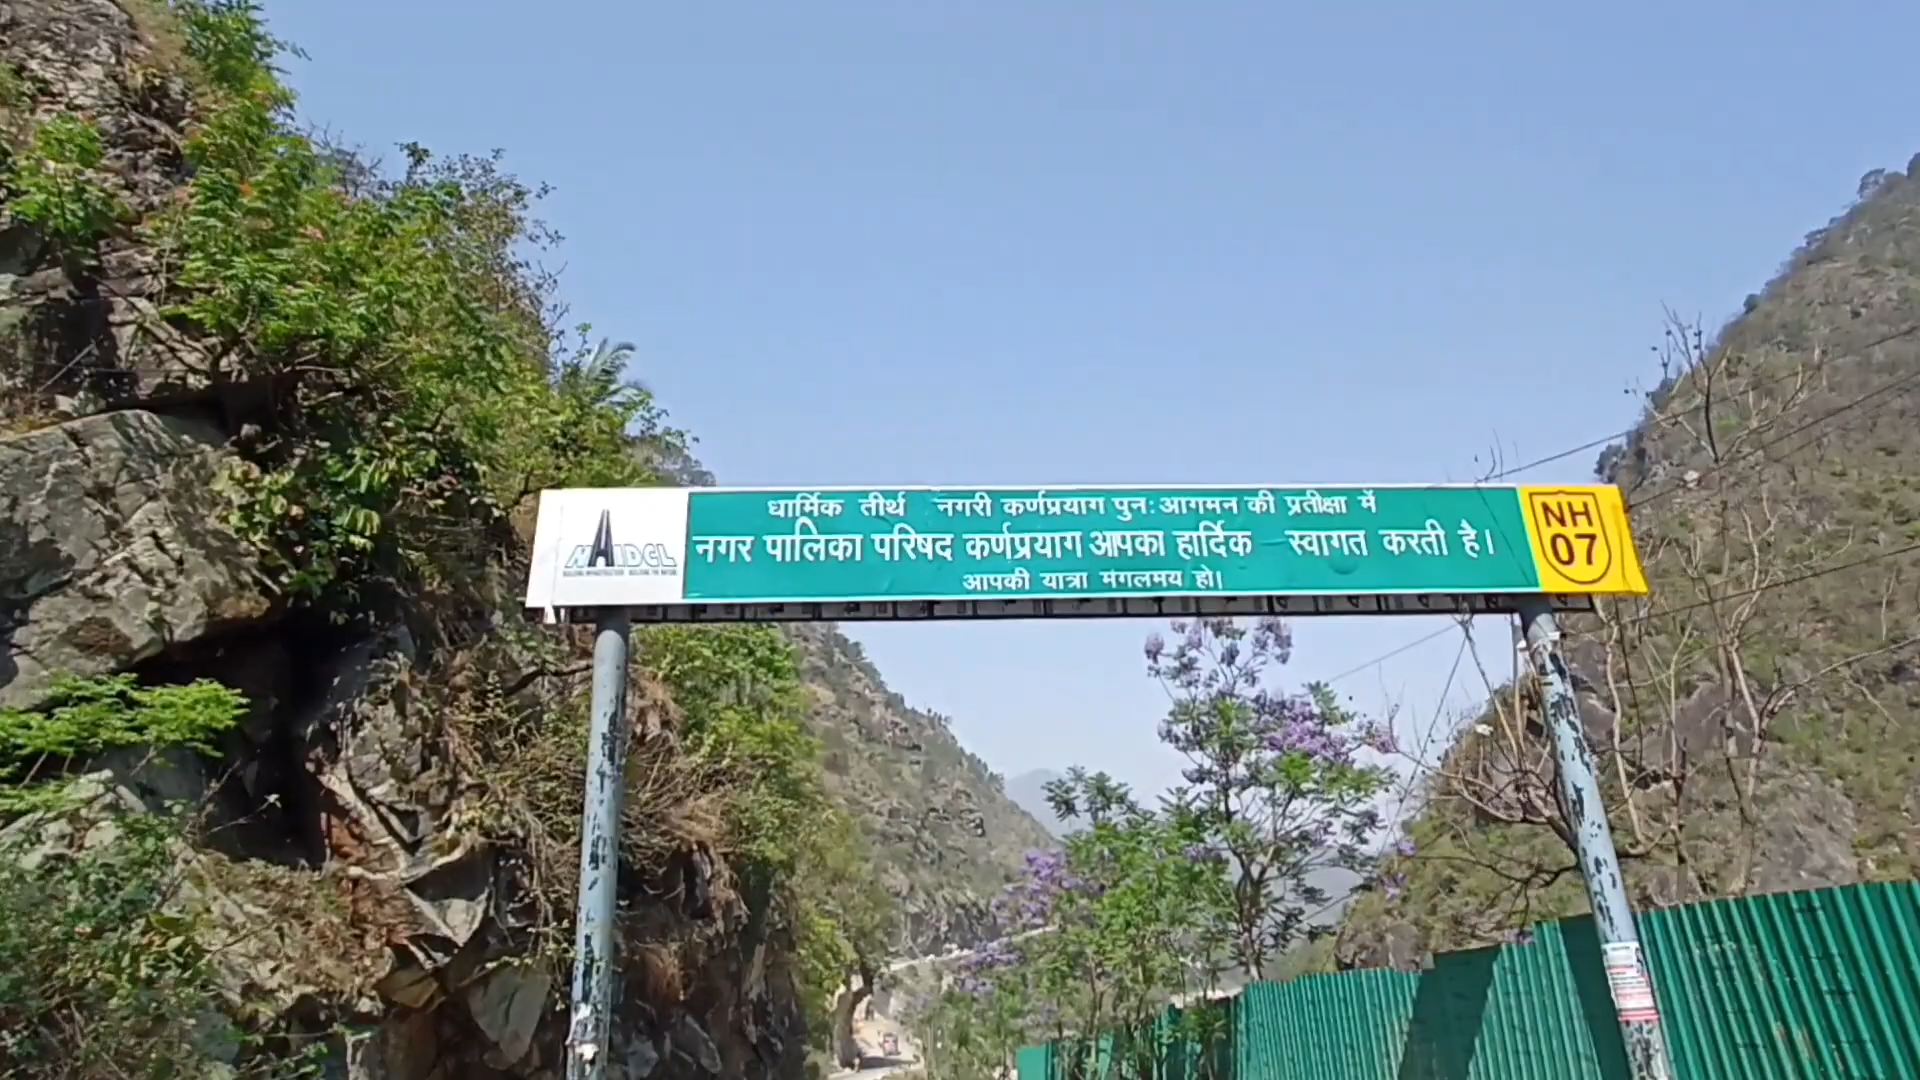 धार्मिक तीर्थ नगरी कर्णप्रयाग पुनः आगमन की प्रतीक्षा में
नगर पालिका परिषद कर्णप्रयाग आपका हार्दिक स्वागत करती है।
आपकी यात्रा मंगलमय हो।
NHIDCL
NH
07